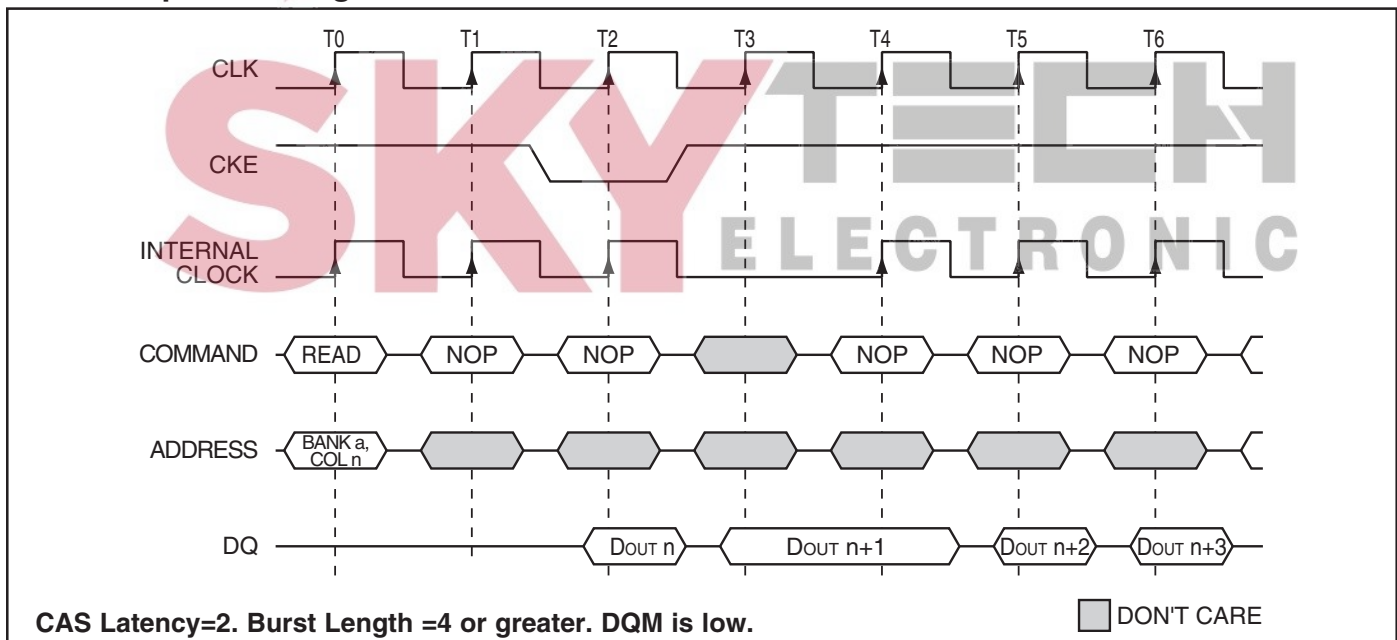 T0 T1 T2 T3 T4 T5 T6
CLK
SKYTECH
ELECTRONIC
CKE
INTERNAL
CLOCK
COMMAND READ NOP NOP NOP NOP NOP
ADDRESS BANK a,
COL n
DQ DOUT n DOUT n+1 DOUT n+2 DOUT n+3
CAS Latency=2. Burst Length =4 or greater. DQM is low.
DON'T CARE